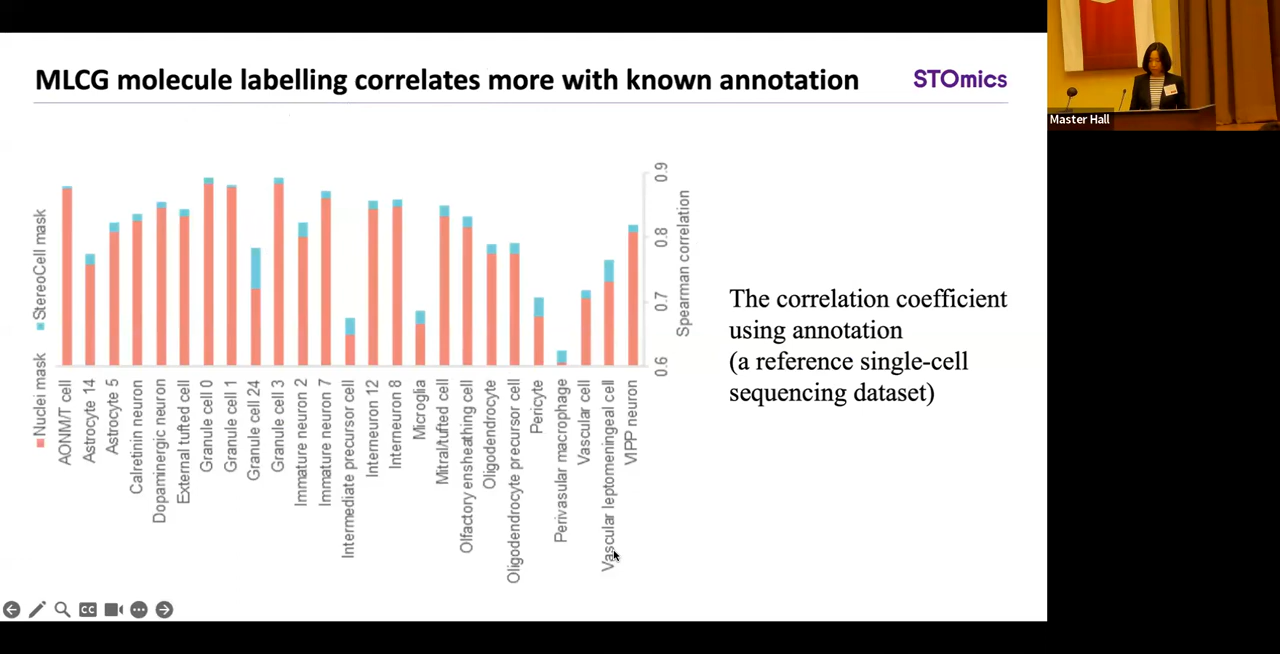 MLCG molecule labelling correlates more with known annotation
STOmics
Master Hall
Nuclei mask
StereoCell mask
0.9
0.8
0.7
0.6
Spearman correlation
AONM/T cell
Astrocyte 14
Astrocyte 5
Calretinin neuron
Dopaminergic neuron
External tufted cell
Granule cell 0
Granule cell 1
Granule cell 24
Granule cell 3
Immature neuron 2
Immature neuron 7
Intermediate precursor cell
Interneuron 12
Interneuron 8
Microglia
Mitral/tufted cell
Olfactory ensheathing cell
Oligodendrocyte
Oligodendrocyte precursor cell
Pericyte
Perivasular macrophage
Vascular cell
Vascular leptomeningeal cell
VIPP neuron
The correlation coefficient
using annotation
(a reference single-cell
sequencing dataset)
CC